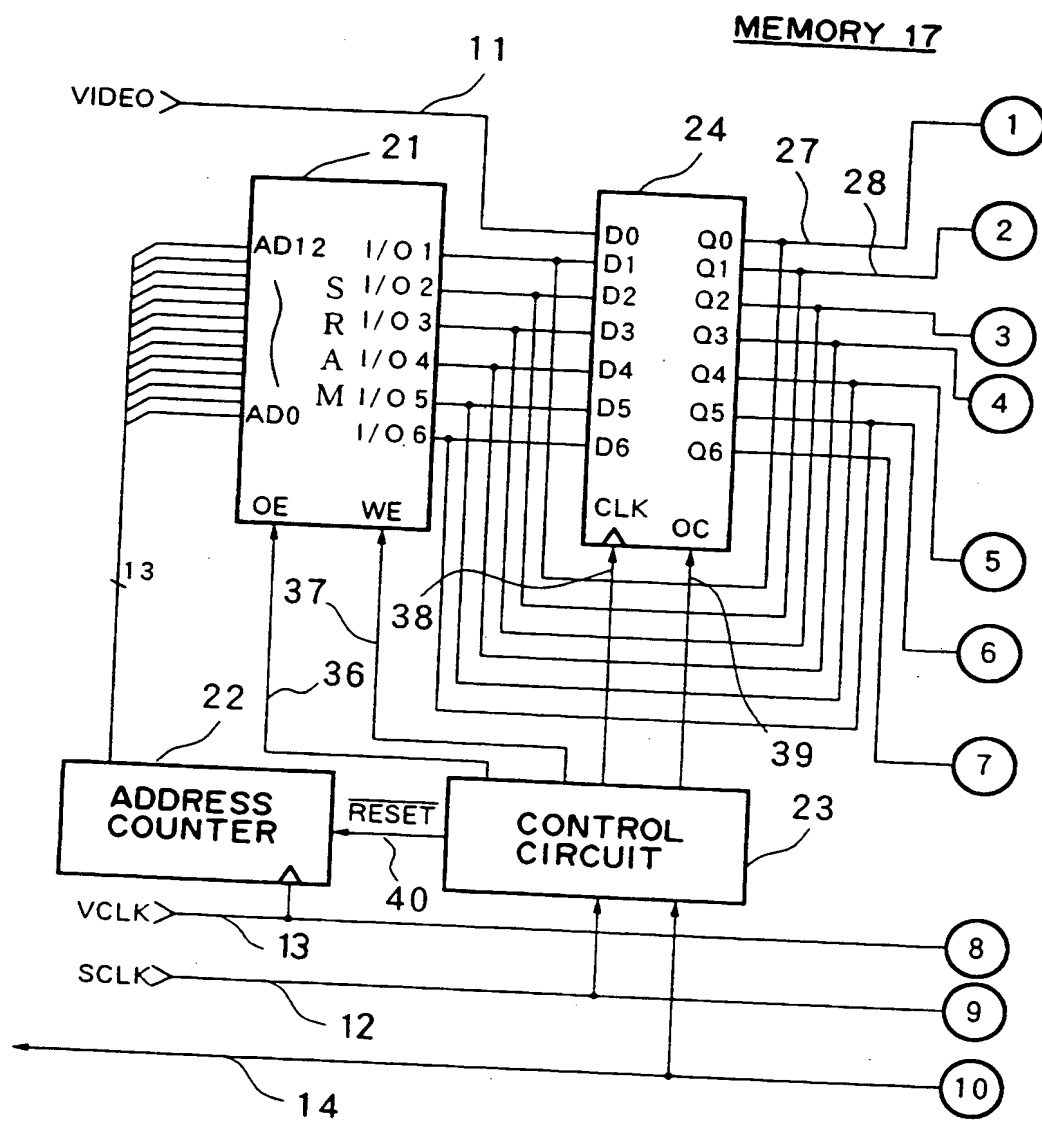 MEMORY 17
11
VIDEO
1
21
24
27
28
2
AD12
I/O 1
D0
Q0
D1
Q1
S
I/O 2
D2
Q2
3
R
I/O 3
D3
Q3
A
I/O 4
D4
Q4
4
M
I/O 5
D5
Q5
AD0
I/O 6
D6
Q6
OE
WE
CLK
OC
5
13
37
38
36
6
22
39
7
ADDRESS
COUNTER
RESET
CONTROL
CIRCUIT
23
40
VCLK
13
8
SCLK
12
9
14
10